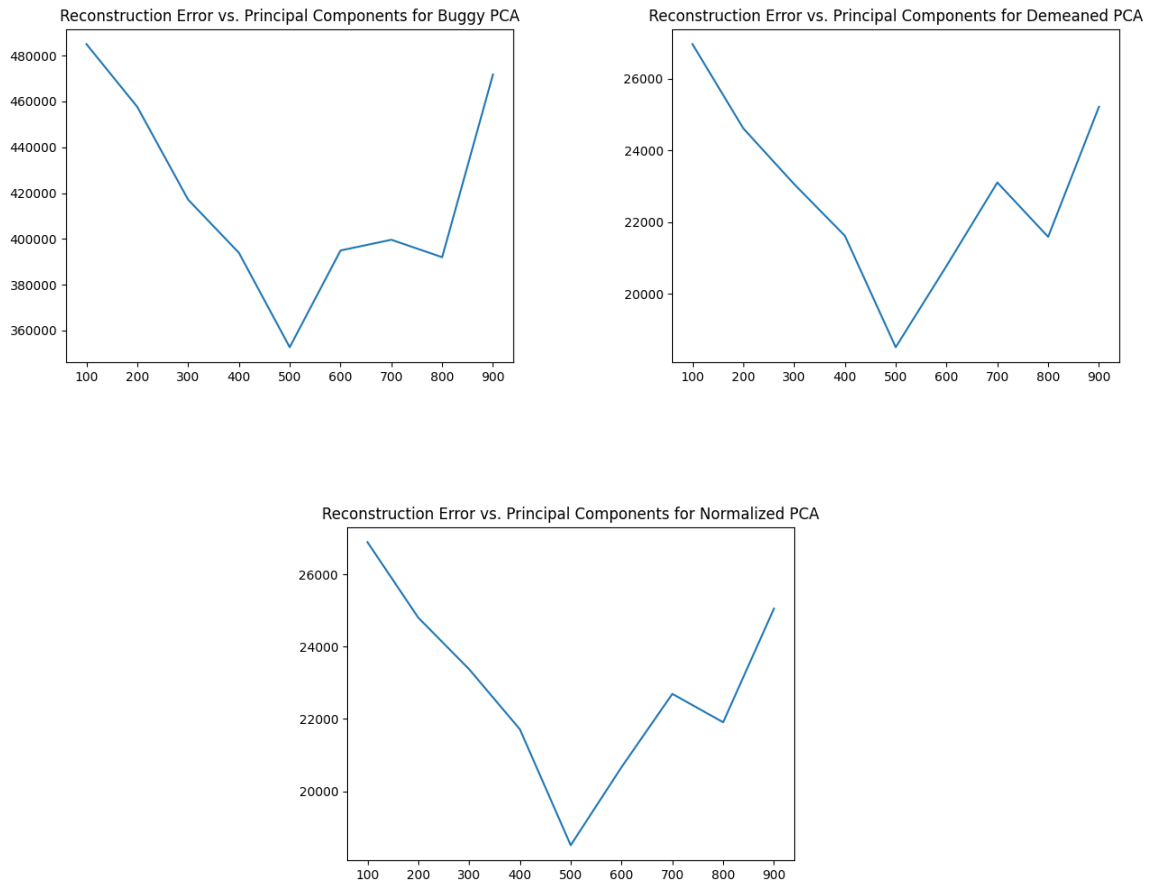 Reconstruction Error vs. Principal Components for Buggy PCA
480000
460000
440000
420000
400000
380000
360000
100 200 300 400 500 600 700 800 900
Reconstruction Error vs. Principal Components for Demeaned PCA
26000
24000
22000
20000
100 200 300 400 500 600 700 800 900
Reconstruction Error vs. Principal Components for Normalized PCA
26000
24000
22000
20000
100 200 300 400 500 600 700 800 900